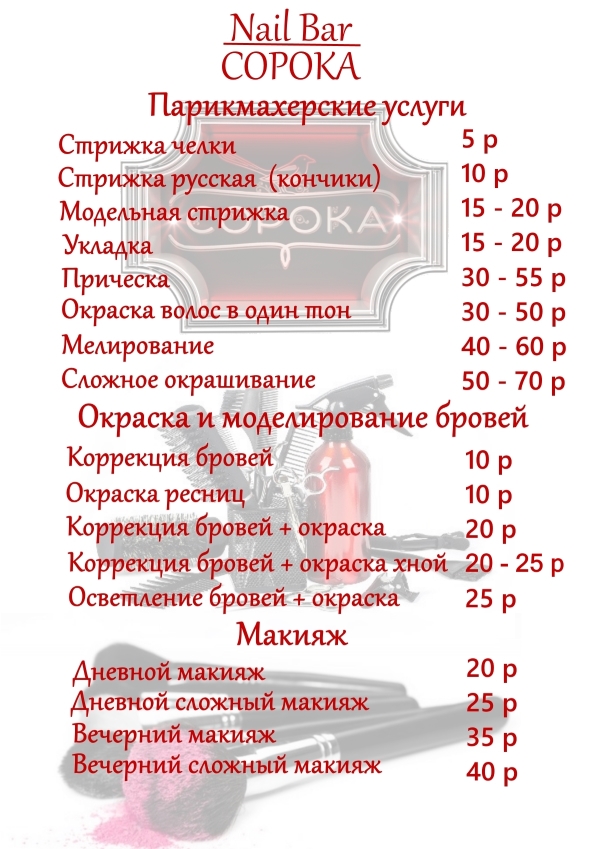 Nail Bar
СОРОКА
Парикмахерские услуги
Стрижка челки 5 р
Стрижка русская (кончики) 10 р
Модельная стрижка 15 - 20 р
Укладка 15 - 20 р
Прическа 30 - 55 р
Окраска волос в один тон 30 - 50 р
Мелирование 40 - 60 р
Сложное окрашивание 50 - 70 р
СОРОКА
Окраска и моделирование бровей
Коррекция бровей 10 р
Окраска ресниц 10 р
Коррекция бровей + окраска 20 р
Коррекция бровей + окраска хной 20 - 25 р
Осветление бровей + окраска 25 р
Макияж
Дневной макияж 20 р
Дневной сложный макияж 25 р
Вечерний макияж 35 р
Вечерний сложный макияж 40 р